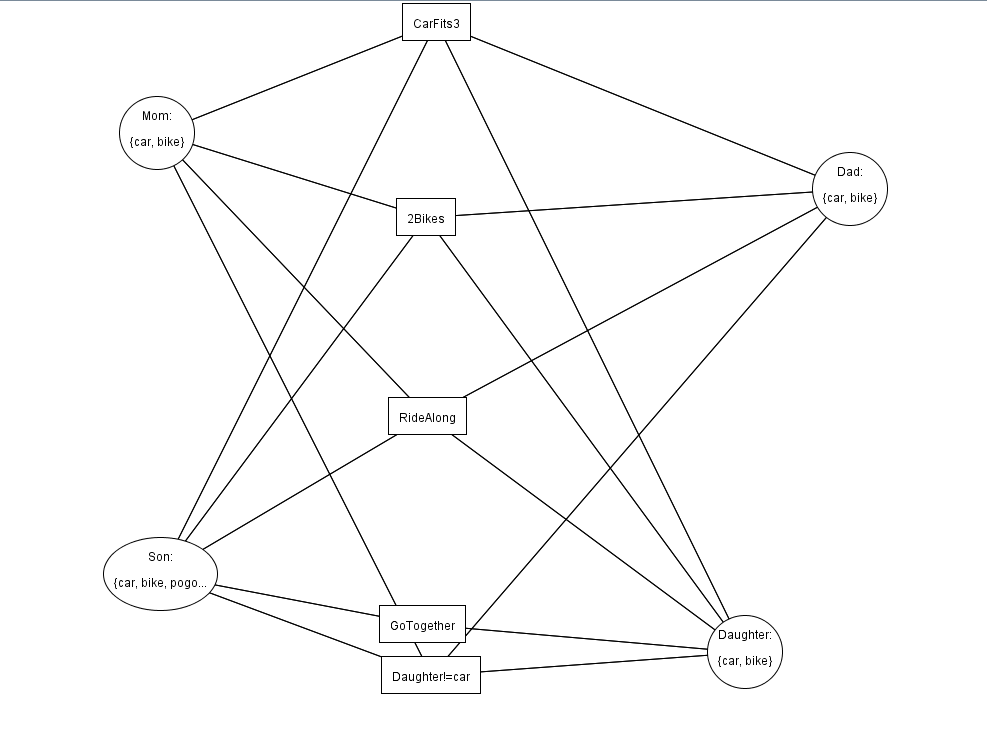 CarFits3
Mom:
{car, bike}
Dad:
{car, bike}
2Bikes
RideAlong
Son:
{car, bike, pogo...
GoTogether
Daughter:
{car, bike}
Daughter!=car